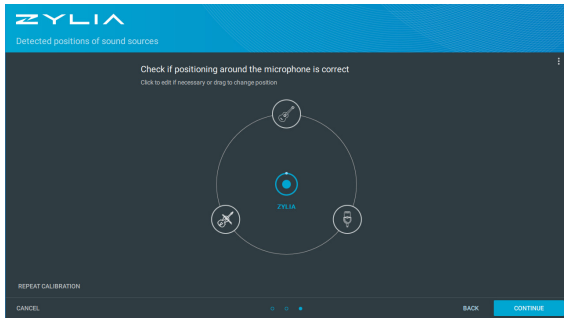 ZYLIA
Detected positions of sound sources
Check if positioning around the microphone is correct
Click to edit if necessary or drag to change position
ZYLIA
REPEAT CALIBRATION
CANCEL
BACK
CONTINUE